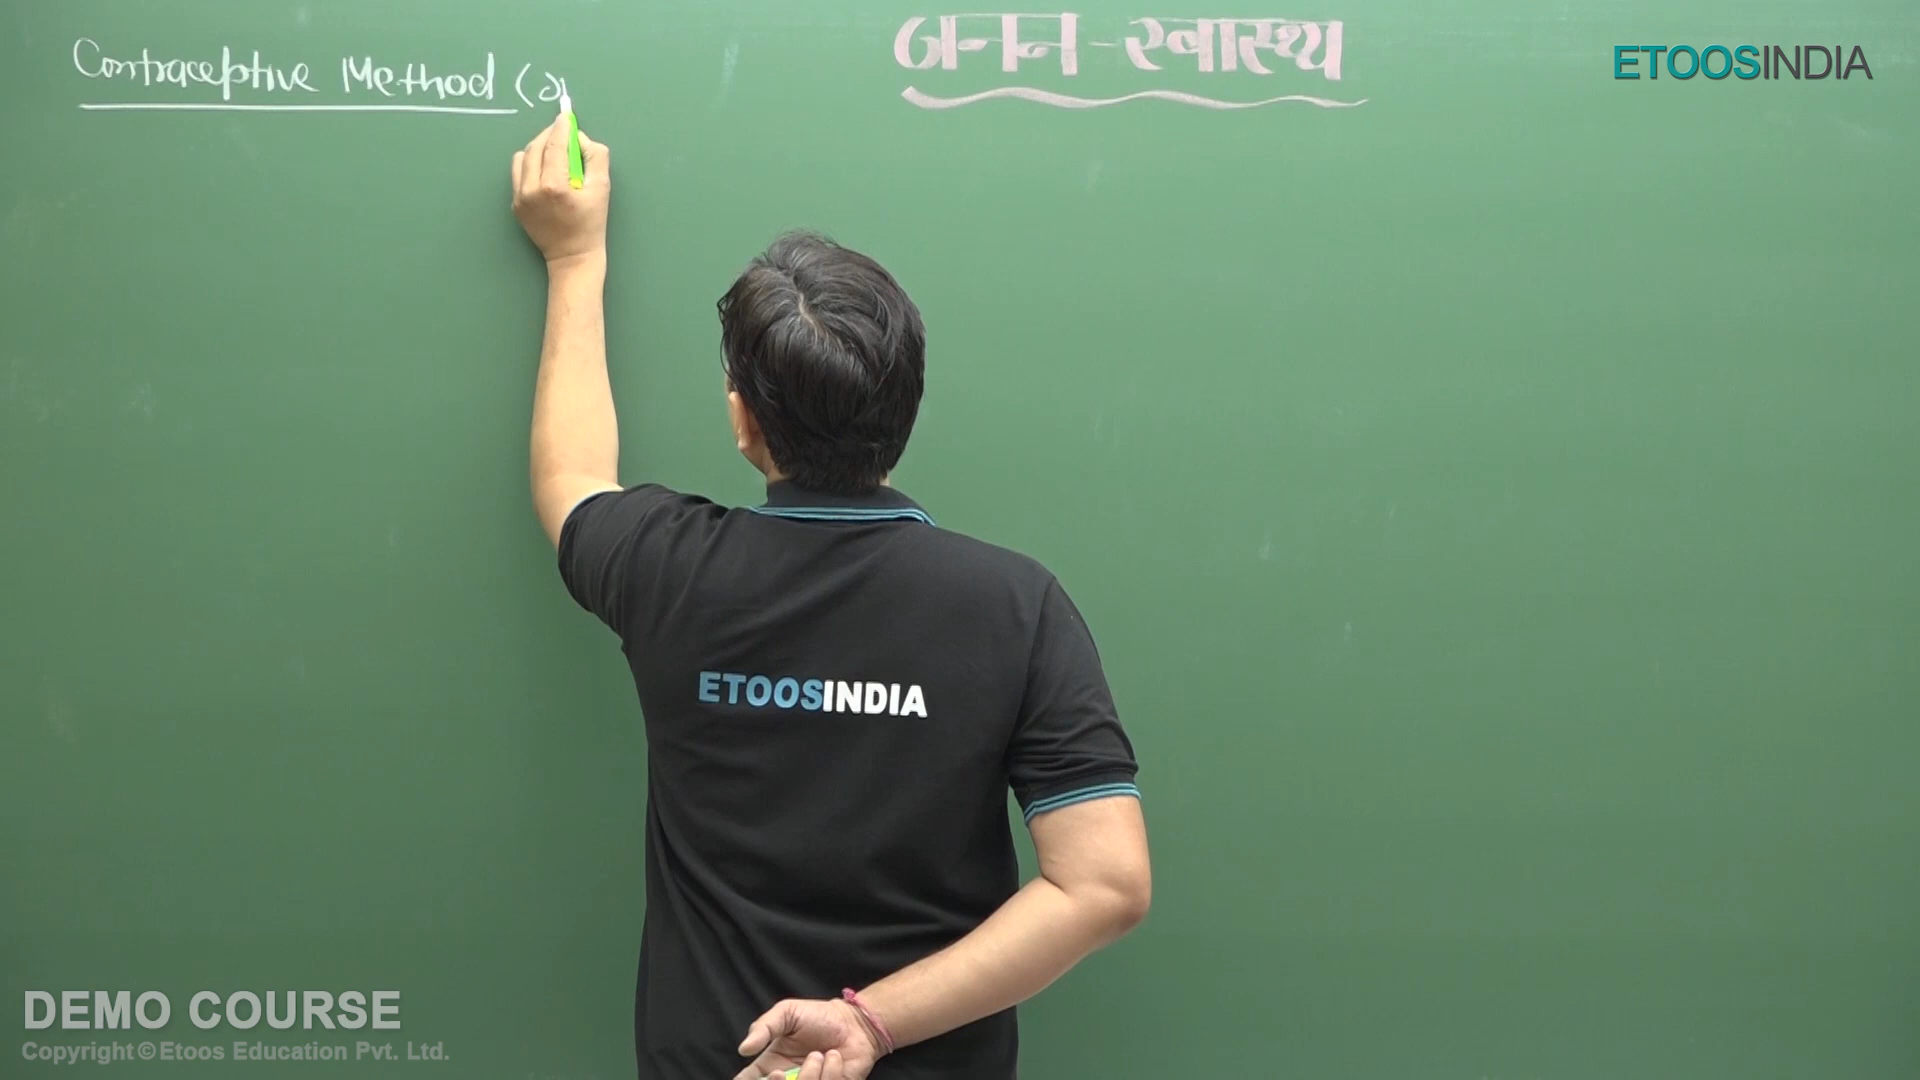 Contraceptive Method (
जनन-स्वास्थ्य
ETOOSINDIA
ETOOSINDIA
DEMO COURSE
Copyright © Etoos Education Pvt. Ltd.